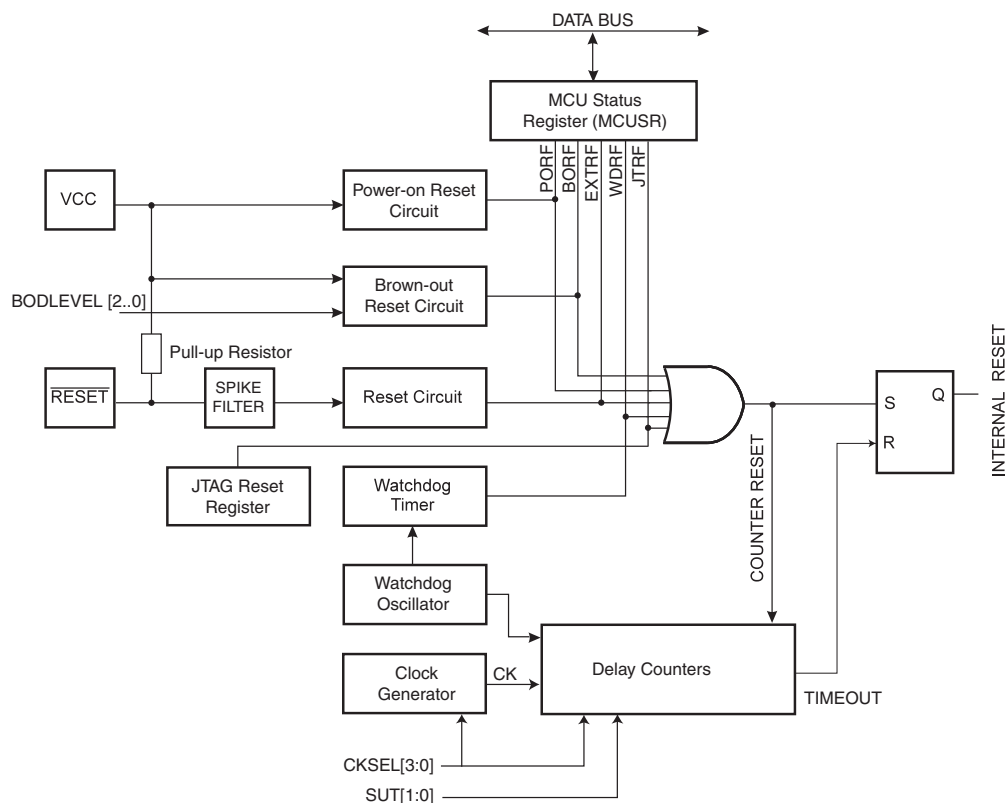 DATA BUS
MCU Status
Register (MCUSR)
PORF
BORF
EXTRF
WDRF
JTRF
VCC
Power-on Reset
Circuit
Brown-out
Reset Circuit
BODLEVEL [2..0]
Pull-up Resistor
RESET
SPIKE
FILTER
Reset Circuit
JTAG Reset
Register
Watchdog
Timer
Watchdog
Oscillator
Clock
Generator
CK
Delay Counters
CKSEL[3:0]
SUT[1:0]
COUNTER RESET
TIMEOUT
S
R
Q
INTERNAL RESET